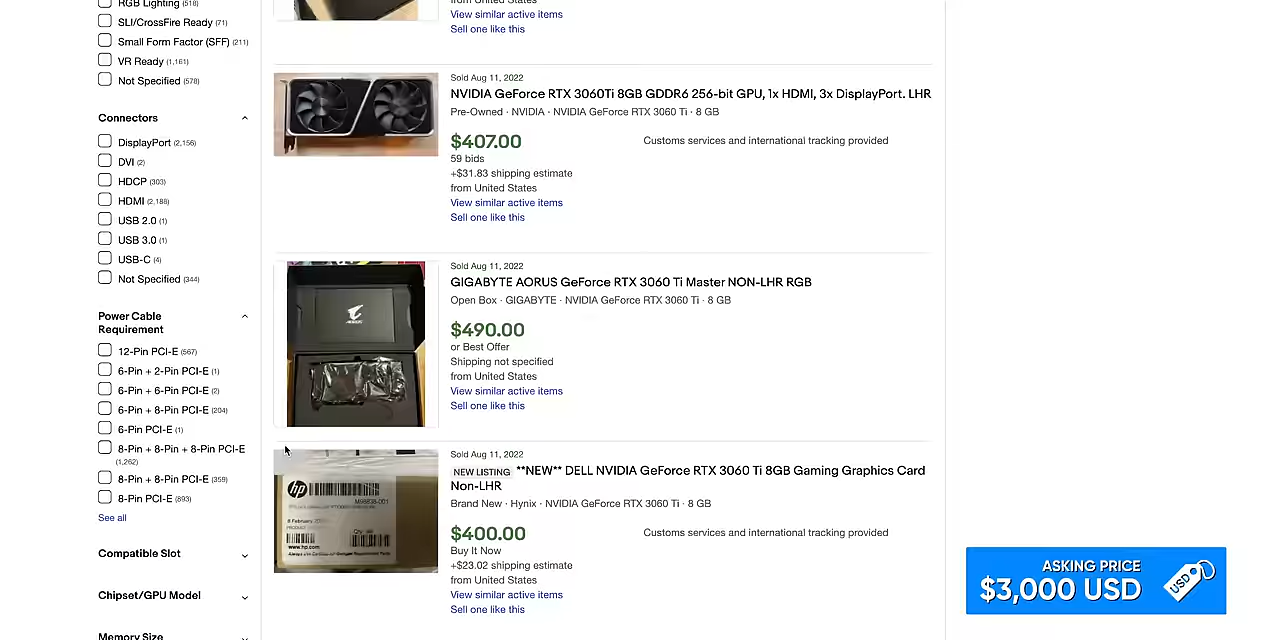 RGB Lighting (518)
SLI/CrossFire Ready (71)
Small Form Factor (SFF) (211)
VR Ready (1,161)
Not Specified (578)
Connectors
DisplayPort (2,156)
DVI (2)
HDCP (303)
HDMI (2,188)
USB 2.0 (1)
USB 3.0 (1)
USB-C (4)
Not Specified (344)
Power Cable
Requirement
12-Pin PCI-E (567)
6-Pin + 2-Pin PCI-E (1)
6-Pin + 6-Pin PCI-E (2)
6-Pin + 8-Pin PCI-E (204)
6-Pin PCI-E (1)
8-Pin + 8-Pin + 8-Pin PCI-E
(1,262)
8-Pin + 8-Pin PCI-E (359)
8-Pin PCI-E (893)
See all
Compatible Slot
Chipset/GPU Model
Memory Size
from United States
View similar active items
Sell one like this
Sold Aug 11, 2022
NVIDIA GeForce RTX 3060Ti 8GB GDDR6 256-bit GPU, 1x HDMI, 3x DisplayPort. LHR
Pre-Owned · NVIDIA · NVIDIA GeForce RTX 3060 Ti · 8 GB
$407.00
Customs services and international tracking provided
59 bids
+$31.83 shipping estimate
from United States
View similar active items
Sell one like this
Sold Aug 11, 2022
GIGABYTE AORUS GeForce RTX 3060 Ti Master NON-LHR RGB
Open Box · GIGABYTE · NVIDIA GeForce RTX 3060 Ti · 8 GB
$490.00
or Best Offer
Shipping not specified
from United States
View similar active items
Sell one like this
Sold Aug 11, 2022
NEW LISTING **NEW** DELL NVIDIA GeForce RTX 3060 Ti 8GB Gaming Graphics Card
Non-LHR
Brand New · Hynix · NVIDIA GeForce RTX 3060 Ti · 8 GB
$400.00
Customs services and international tracking provided
Buy It Now
+$23.02 shipping estimate
from United States
View similar active items
Sell one like this
hp
www.hp.com
ASKING PRICE
$3,000 USD
USD